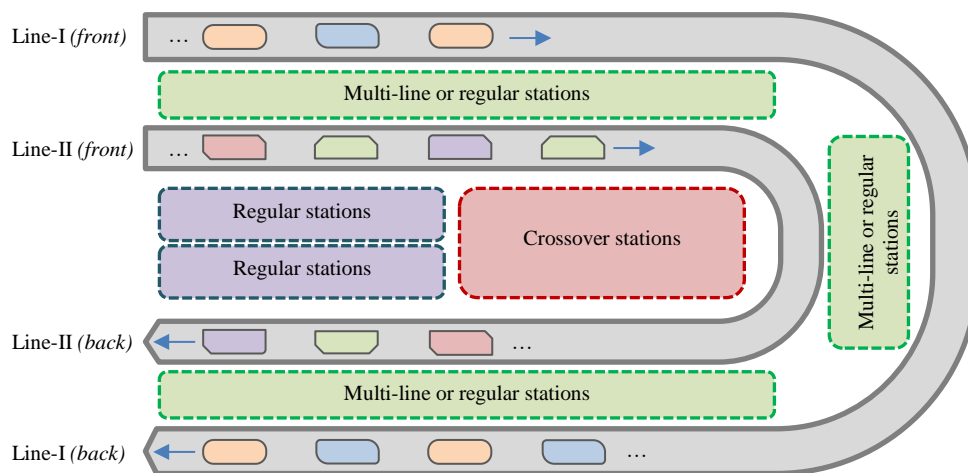 Line-I (front)
…
Multi-line or regular stations
Line-II (front)
…
Regular stations
Regular stations
Crossover stations
Multi-line or regular
stations
Line-II (back)
…
Multi-line or regular stations
Line-I (back)
…